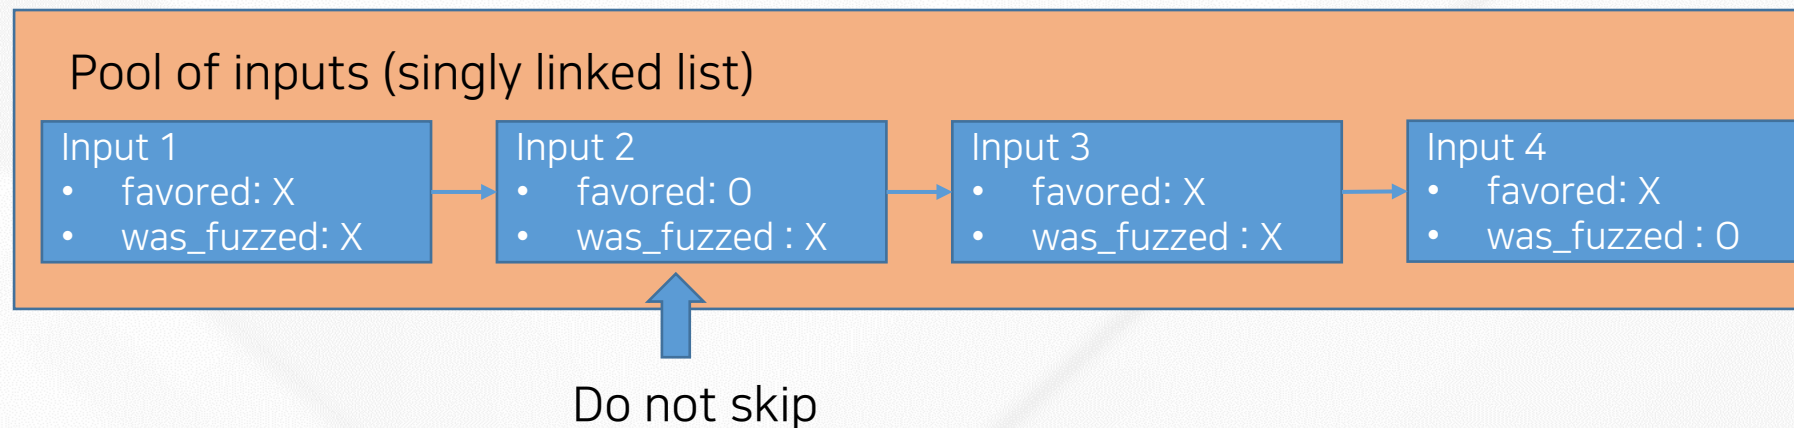 Pool of inputs (singly linked list)
Input 1
• favored: X
• was_fuzzed: X
Input 2
• favored: O
• was_fuzzed : X
Input 3
• favored: X
• was_fuzzed : X
Input 4
• favored: X
• was_fuzzed : O
Do not skip